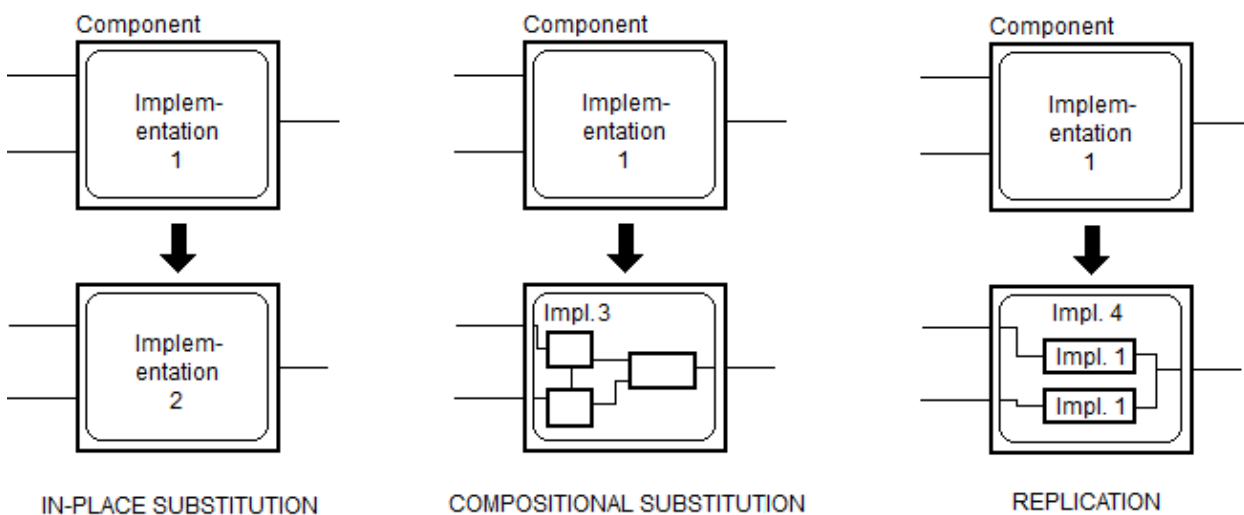 Component
Implem-
entation
1
Implem-
entation
2
IN-PLACE SUBSTITUTION
Component
Implem-
entation
1
Impl. 3
COMPOSITIONAL SUBSTITUTION
Component
Implem-
entation
1
Impl. 4
Impl. 1
Impl. 1
REPLICATION